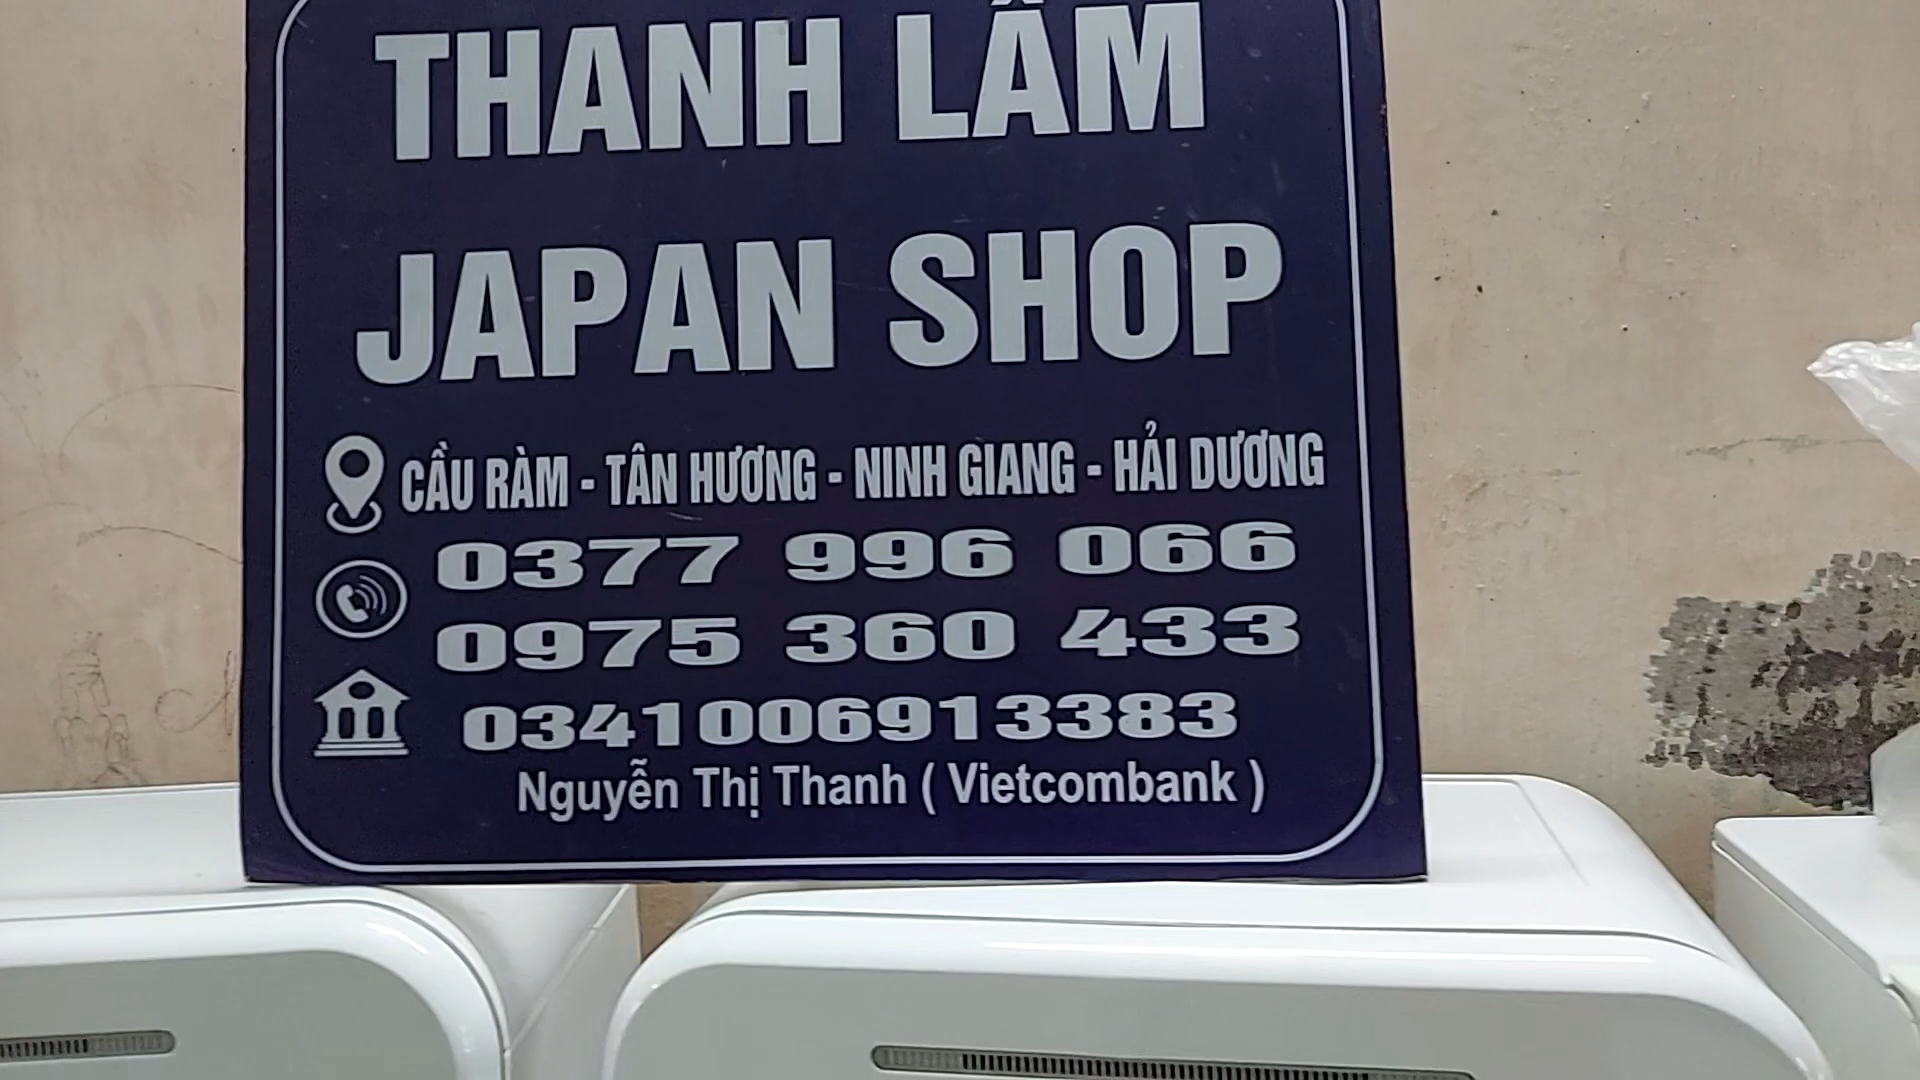 THANH LÂM
JAPAN SHOP
CẦU RÀM - TÂN HƯƠNG - NINH GIANG - HẢI DƯƠNG
0377 996 066
0975 360 433
0341006913383
Nguyễn Thị Thanh ( Vietcombank )